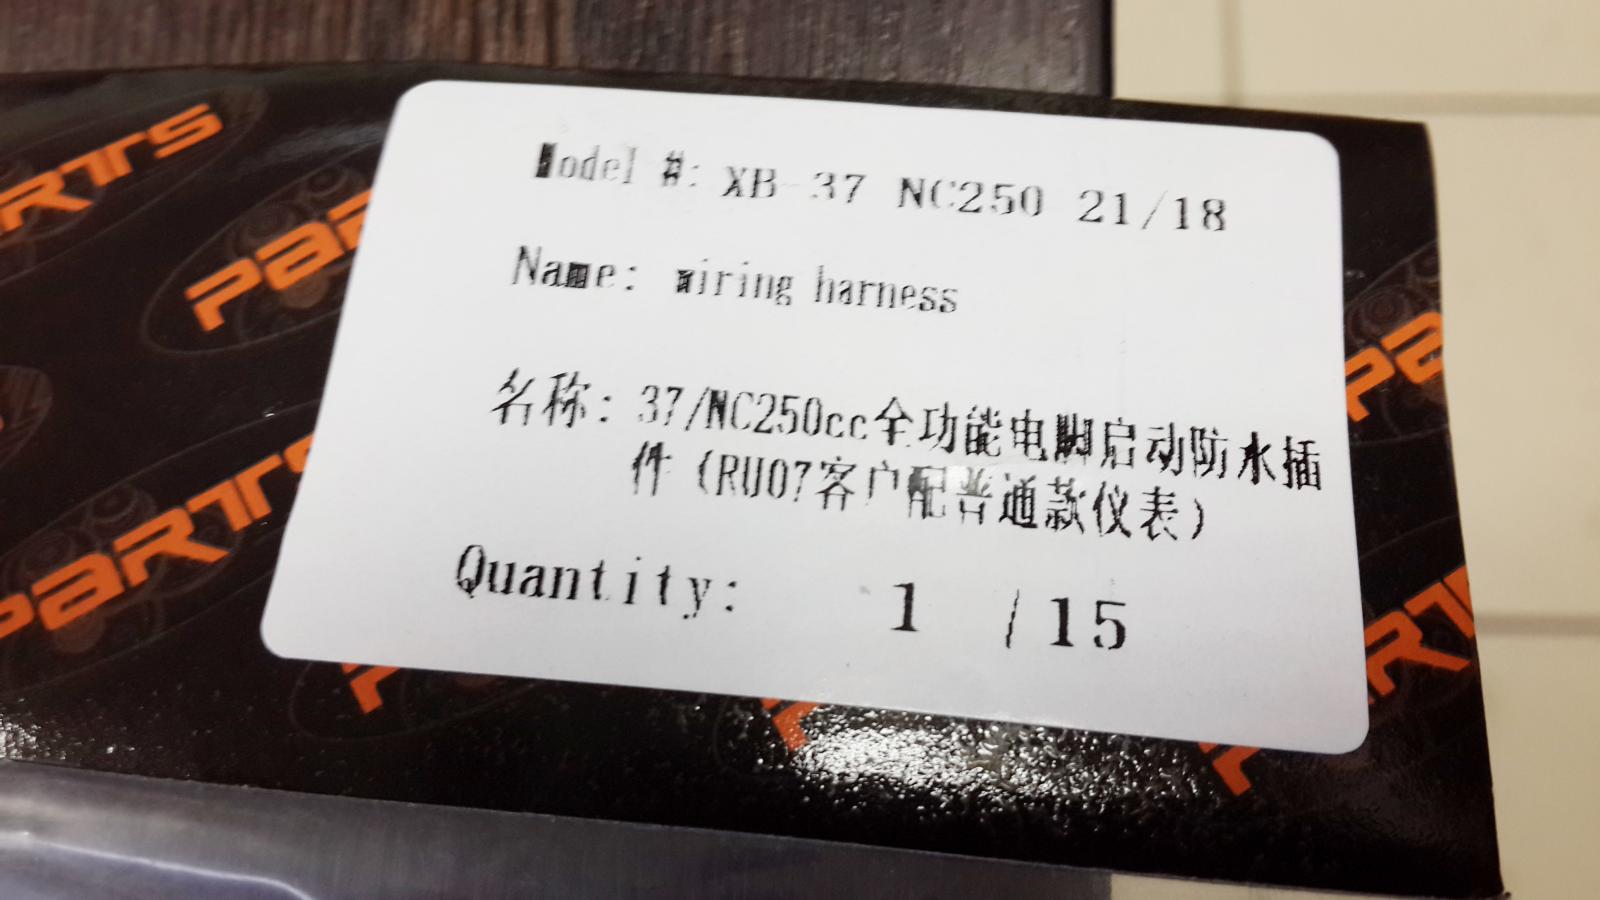 Model #: XB-37 NC250 21/18
Name: wiring harness
名称: 37/NC250cc全功能电脚启动防水插
件 (RU07客户配普通款仪表)
Quantity: 1 /15
PARTS
PARTS
PARTS